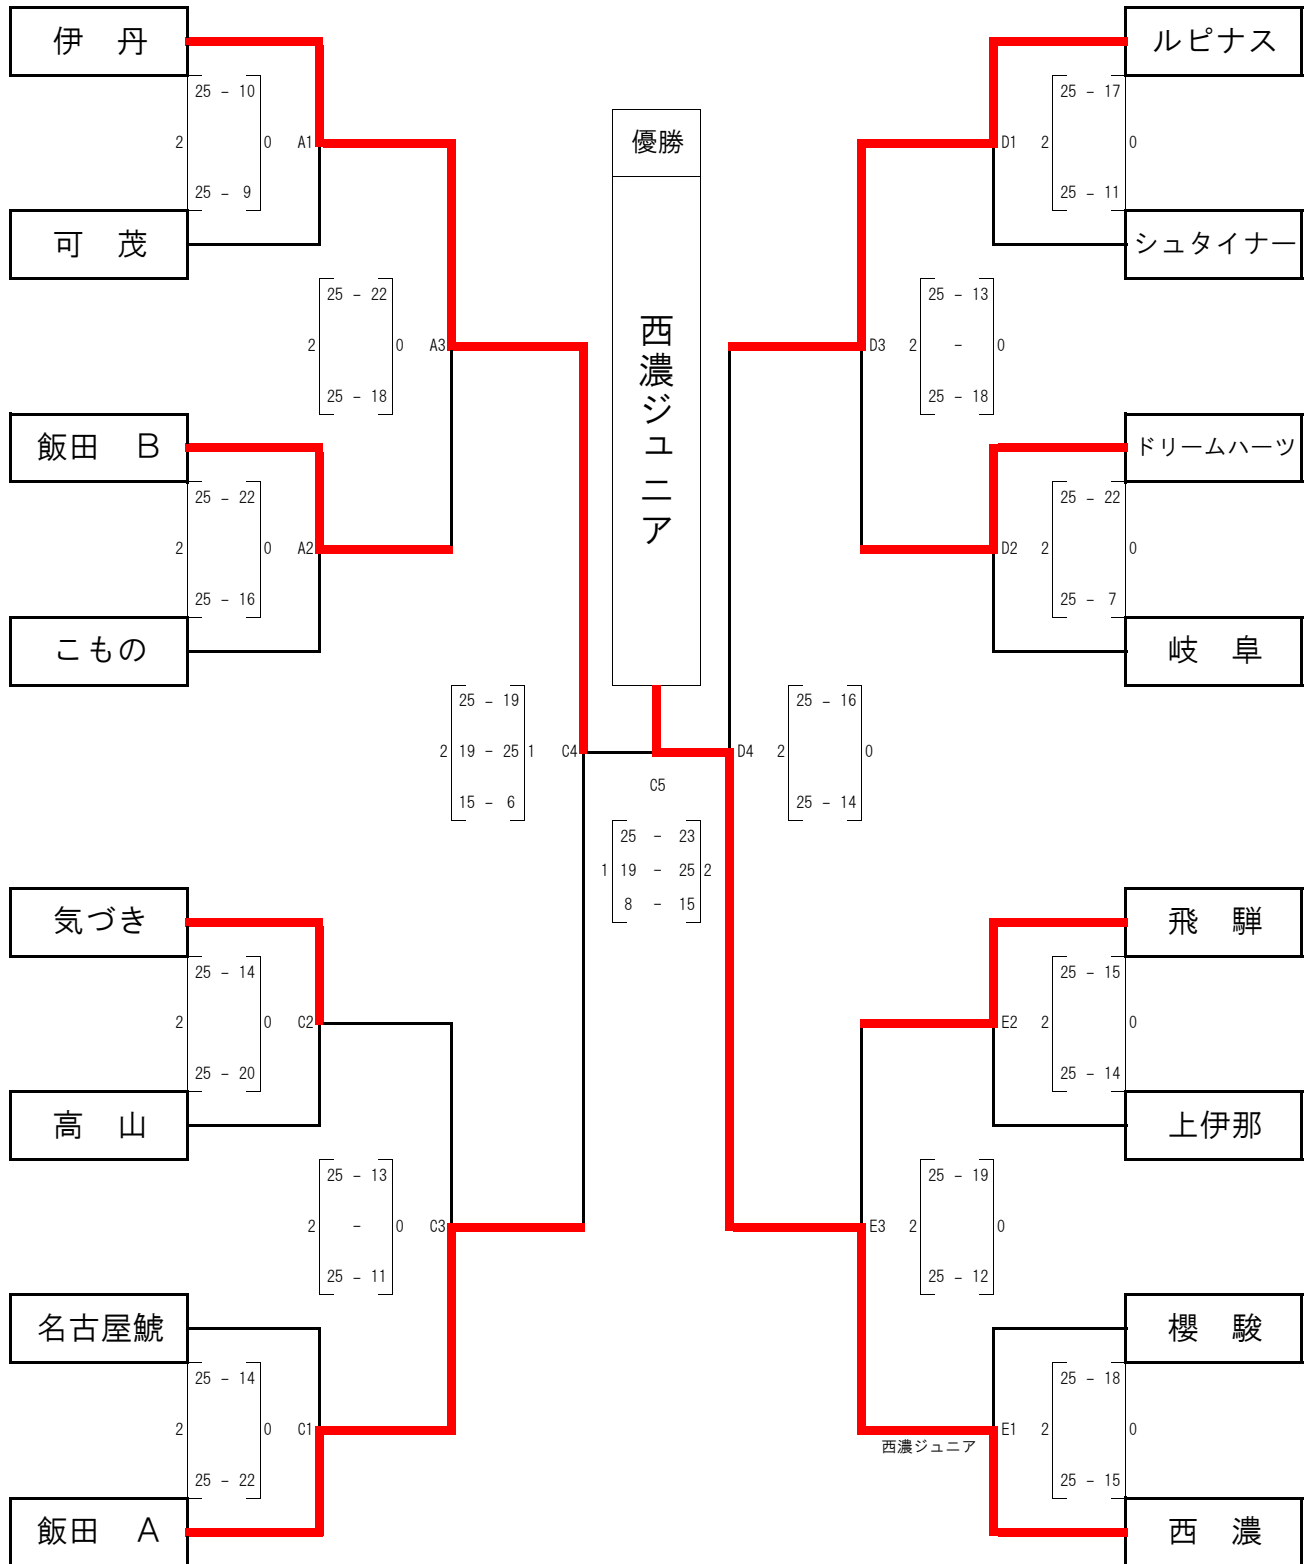 伊　丹
ルピナス
25 － 10
2 0 A1
25 － 9
25 － 17
D1 2 0
25 － 11
優勝
西濃ジュニア
可　茂
シュタイナー
25 － 22
2 0 A3
25 － 18
25 － 13
D3 2 － 0
25 － 18
飯田　B
ドリームハーツ
25 － 22
2 0 A2
25 － 16
25 － 22
D2 2 0
25 － 7
こもの
岐　阜
25 － 19
2 19 － 25 1 C4
15 － 6
25 － 16
D4 2 0
25 － 14
C5
25 － 23
1 19 － 25 2
8 － 15
気づき
飛　騨
25 － 14
2 0 C2
25 － 20
25 － 15
E2 2 0
25 － 14
高　山
上伊那
25 － 13
2 － 0 C3
25 － 11
25 － 19
E3 2 0
25 － 12
名古屋鯱
櫻　駿
25 － 14
2 0 C1
25 － 22
25 － 18
E1 2 0
25 － 15
西濃ジュニア
飯田　A
西　濃